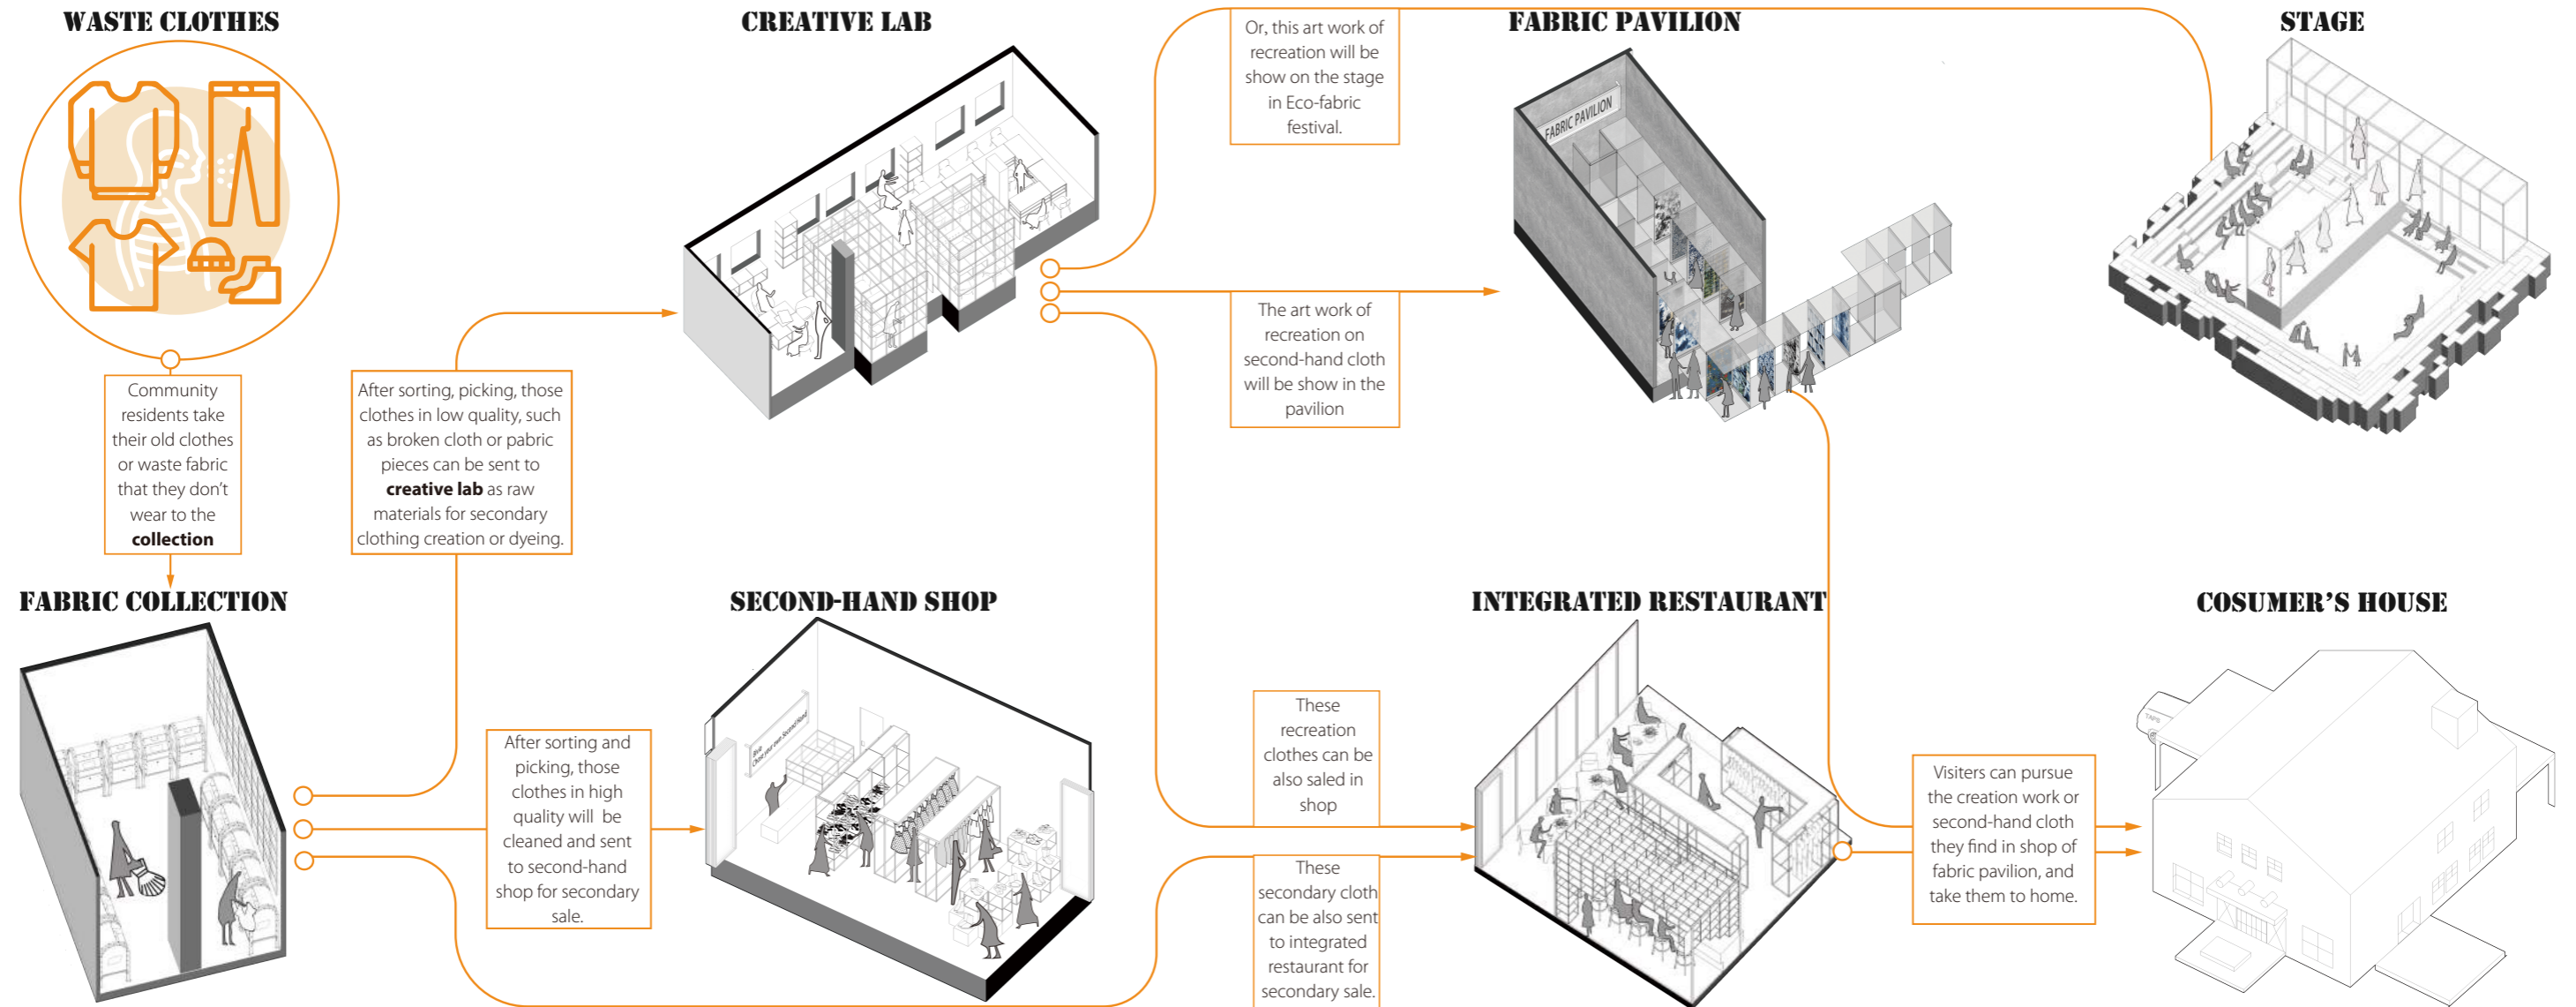 WASTE CLOTHES
CREATIVE LAB
FABRIC PAVILION
STAGE
Or, this art work of
recreation will be
show on the stage
in Eco-fabric
festival.
FABRIC PAVILION
The art work of
recreation on
second-hand cloth
will be show in the
pavilion
Community
residents take
their old clothes
or waste fabric
that they don't
wear to the
collection
After sorting, picking, those
clothes in low quality, such
as broken cloth or pabric
pieces can be sent to
creative lab as raw
materials for secondary
clothing creation or dyeing.
FABRIC COLLECTION
SECOND-HAND SHOP
INTEGRATED RESTAURANT
COSUMER'S HOUSE
After sorting and
picking, those
clothes in high
quality will be
cleaned and sent
to second-hand
shop for secondary
sale.
your own Second Hand
These
recreation
clothes can be
also saled in
shop
These
secondary cloth
can be also sent
to integrated
restaurant for
secondary sale.
Visiters can pursue
the creation work or
second-hand cloth
they find in shop of
fabric pavilion, and
take them to home.
TAPS